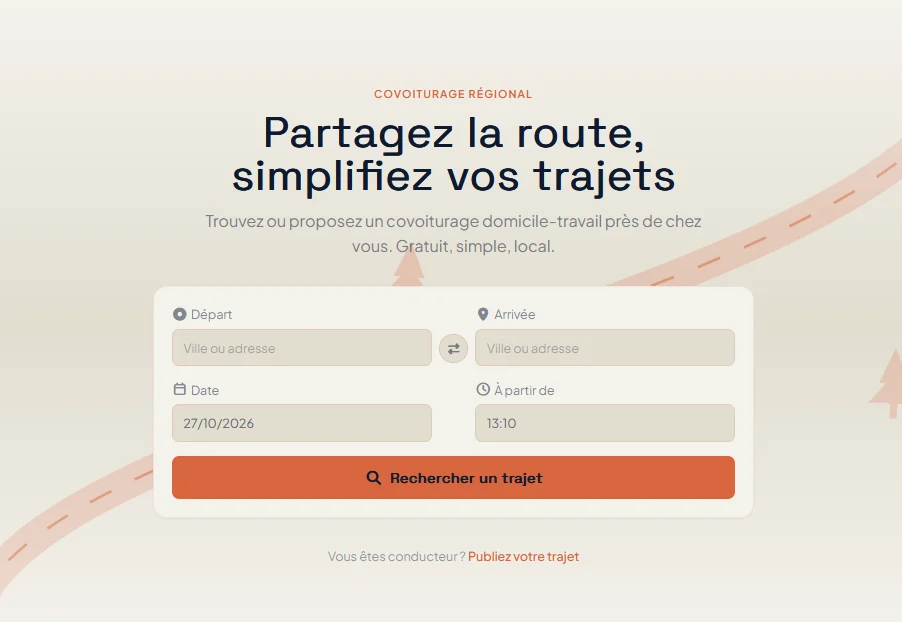 COVOITURAGE RÉGIONAL
Partagez la route,
simplifiez vos trajets
Trouvez ou proposez un covoiturage domicile-travail près de chez
vous. Gratuit, simple, local.
Départ
Arrivée
Ville ou adresse
Ville ou adresse
Date
À partir de
27/10/2026
13:10
Rechercher un trajet
Vous êtes conducteur ? Publiez votre trajet